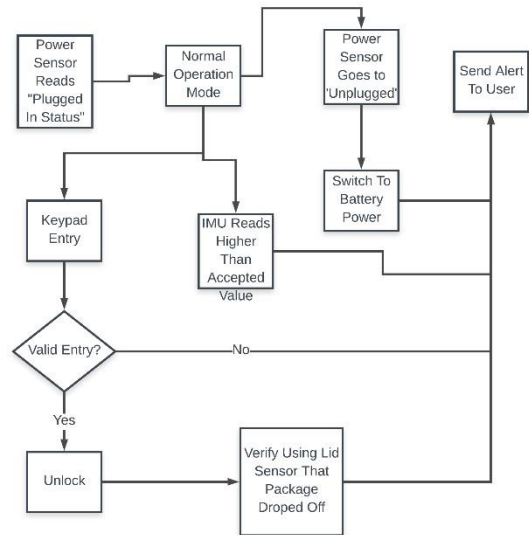 Power
Sensor
Reads
"Plugged
In Status"
Normal
Operation
Mode
Power
Sensor
Goes to
'Unplugged'
Send Alert
To User
Switch To
Battery
Power
Keypad
Entry
IMU Reads
Higher
Than
Accepted
Value
Valid Entry?
No
Yes
Unlock
Verify Using Lid
Sensor That
Package
Droped Off